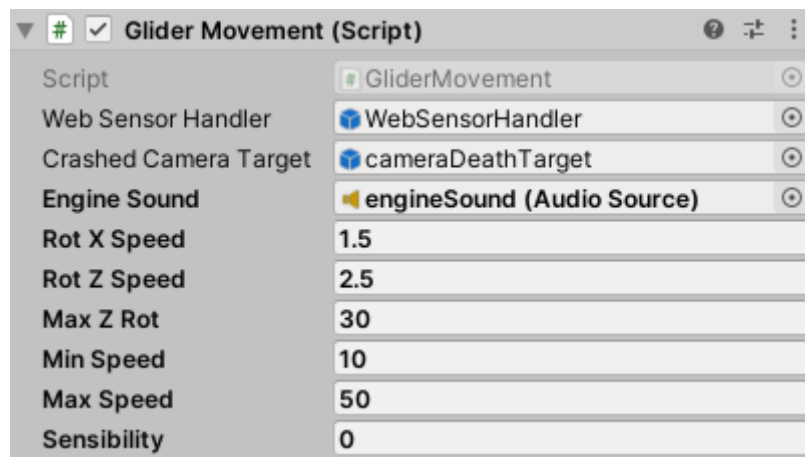 Glider Movement (Script)
Script GliderMovement
Web Sensor Handler WebSensorHandler
Crashed Camera Target cameraDeathTarget
Engine Sound engineSound (Audio Source)
Rot X Speed 1.5
Rot Z Speed 2.5
Max Z Rot 30
Min Speed 10
Max Speed 50
Sensibility 0